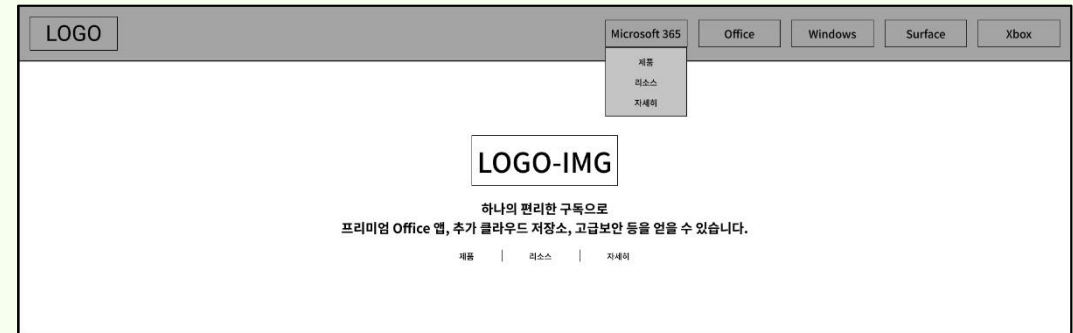 LOGO
Microsoft 365
Office
Windows
Surface
Xbox
제품
리소스
자세히
LOGO-IMG
하나의 편리한 구독으로
프리미엄 Office 앱, 추가 클라우드 저장소, 고급보안 등을 얻을 수 있습니다.
제품
리소스
자세히